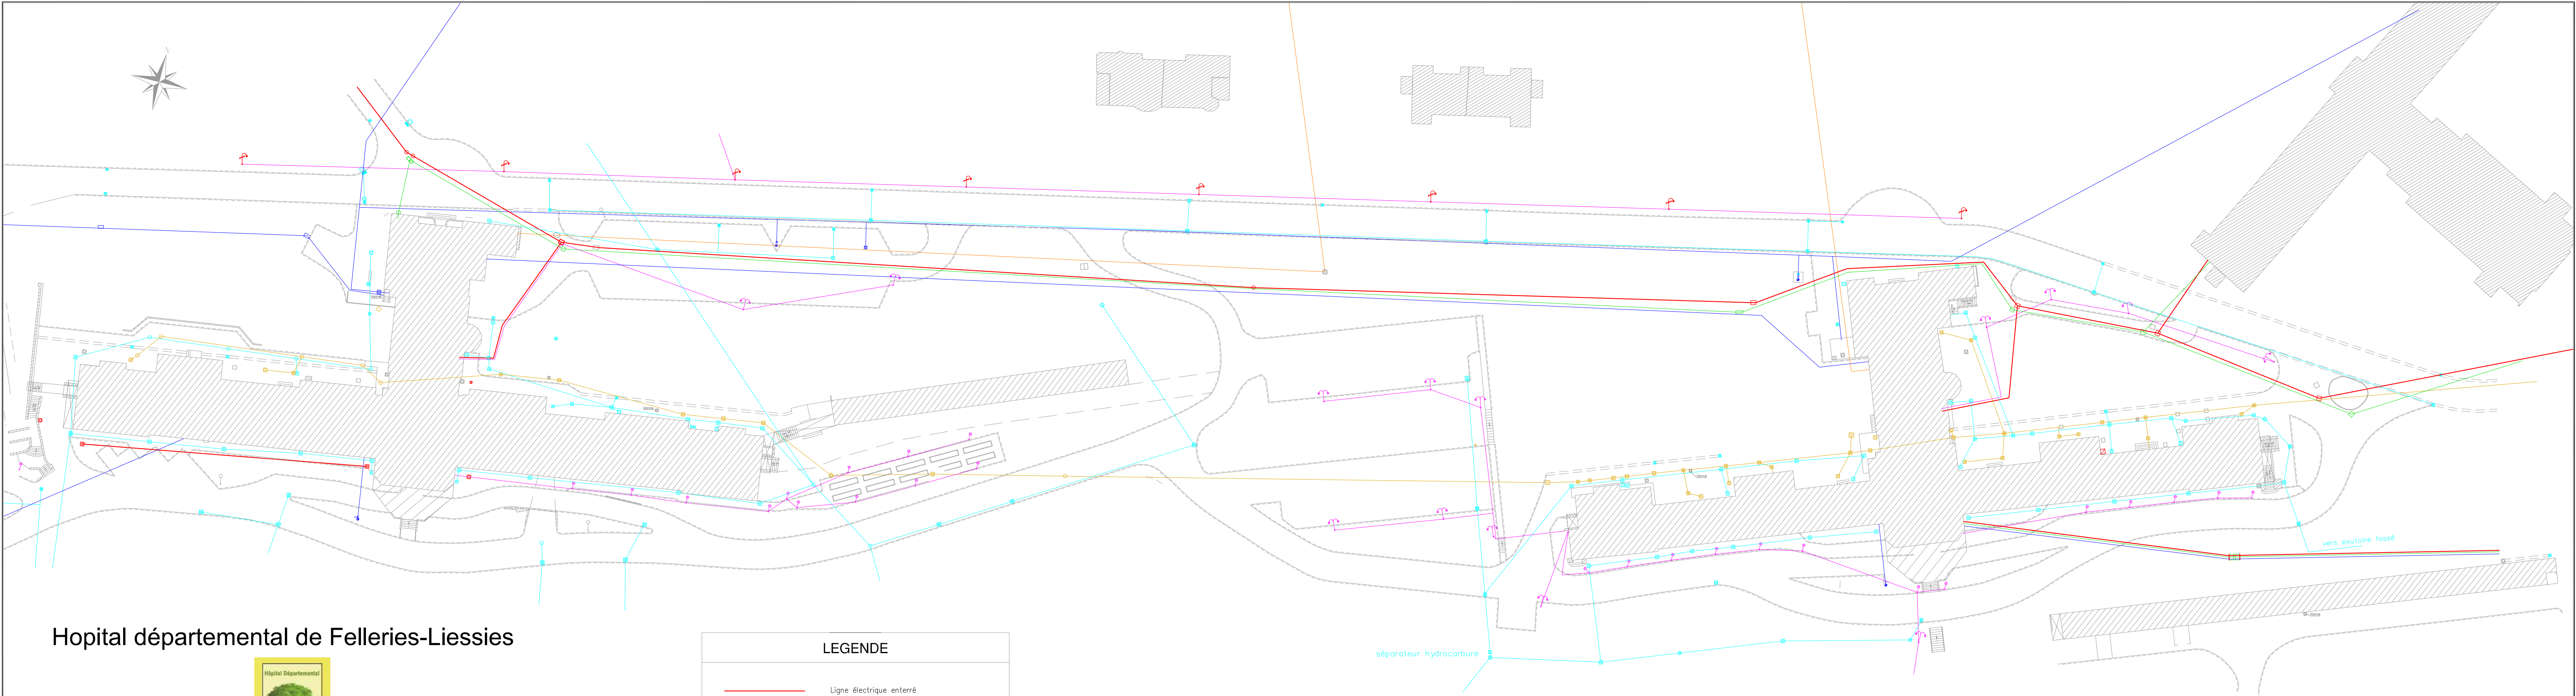 vers exutoire fossé
séparateur hydrocarbure
Hopital départemental de Felleries-Liessies
Hôpital Départemental
LEGENDE
Ligne électrique enterré